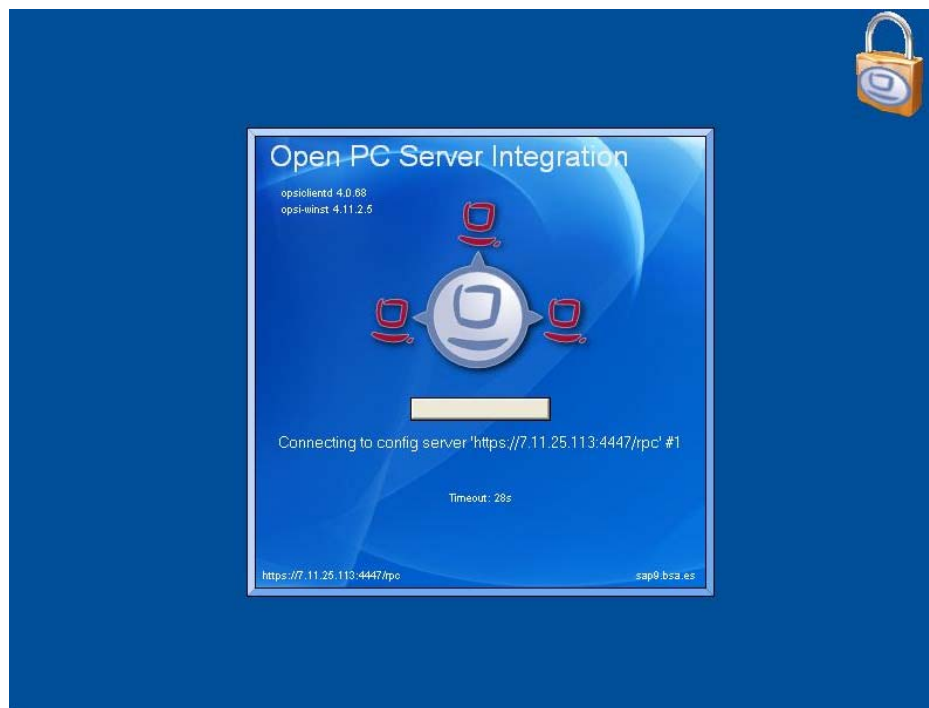 Open PC Server Integration
opsiclientd 4.0.68
opsi-winst 4.11.2.5
Connecting to config server 'https://7.11.25.113:4447/rpc' #1
Timeout: 28s
https://7.11.25.113:4447/rpc
sap9.bsa.es